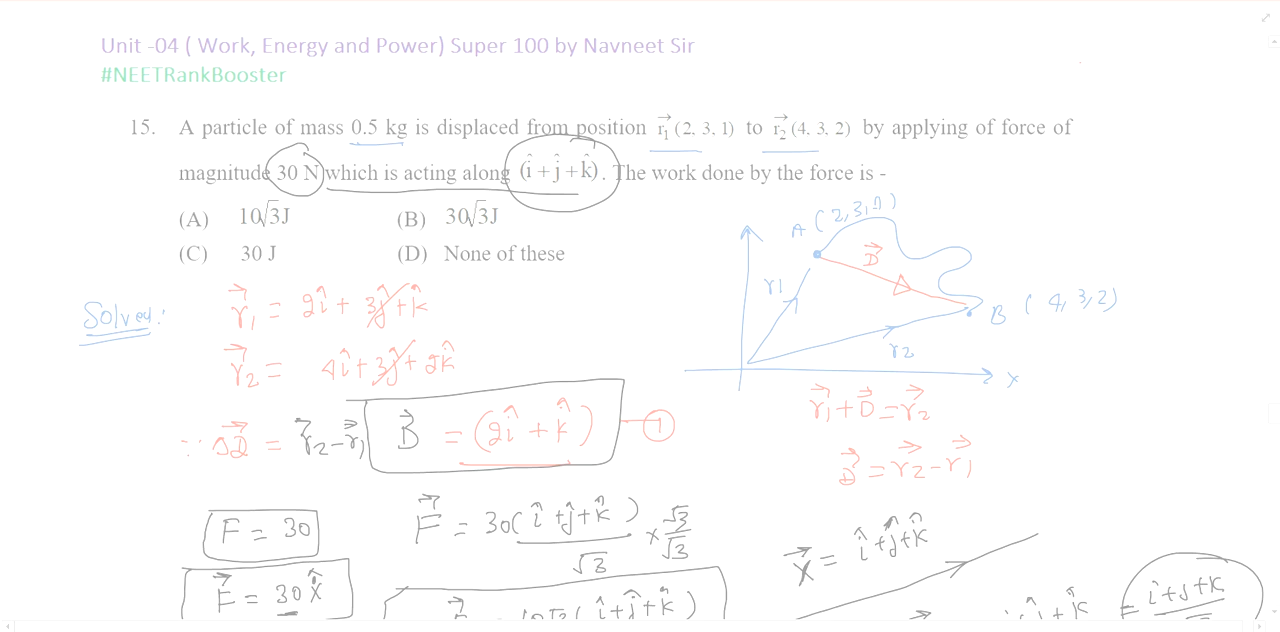 Unit -04 ( Work, Energy and Power) Super 100 by Navneet Sir
#NEETRankBooster
15. A particle of mass 0.5 kg is displaced from position r⃗₁ (2, 3, 1) to r⃗₂ (4, 3, 2) by applying of force of
magnitude 30 N which is acting along (î + ĵ + k̂). The work done by the force is -
(A) 10√3J (B) 30√3J
(C) 30 J (D) None of these
A (2,3,1)
D⃗
r1
B ( 4, 3, 2)
r2
x
Solved:
r⃗₁ = 2î + 3ĵ + k̂
r⃗₂ = 4î + 3ĵ + 2k̂
r⃗₁ + D⃗ = r⃗₂
D⃗ = r⃗₂ - r⃗₁
∵ ΔD⃗ = r⃗₂ - r⃗₁ D⃗ = (2î + k̂) ①
F = 30
F⃗ = 30( î + ĵ + k̂ ) / √3 × √3/√3
x⃗ = î + ĵ + k̂
F⃗ = 30 x̂
( î + ĵ + k̂ )
= i + j + k